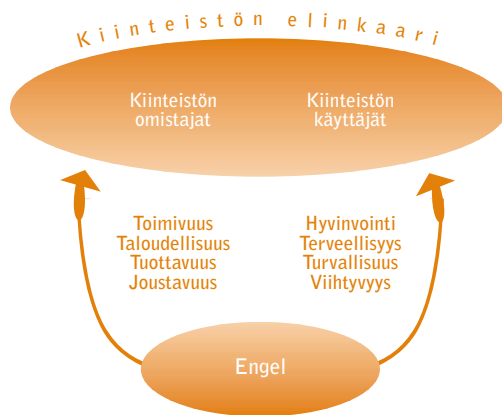 Kiinteistön elinkaari
Kiinteistön
omistajat
Kiinteistön
käyttäjät
Toimivuus
Taloudellisuus
Tuottavuus
Joustavuus
Hyvinvointi
Terveellisyys
Turvallisuus
Viihtyvyys
Engel